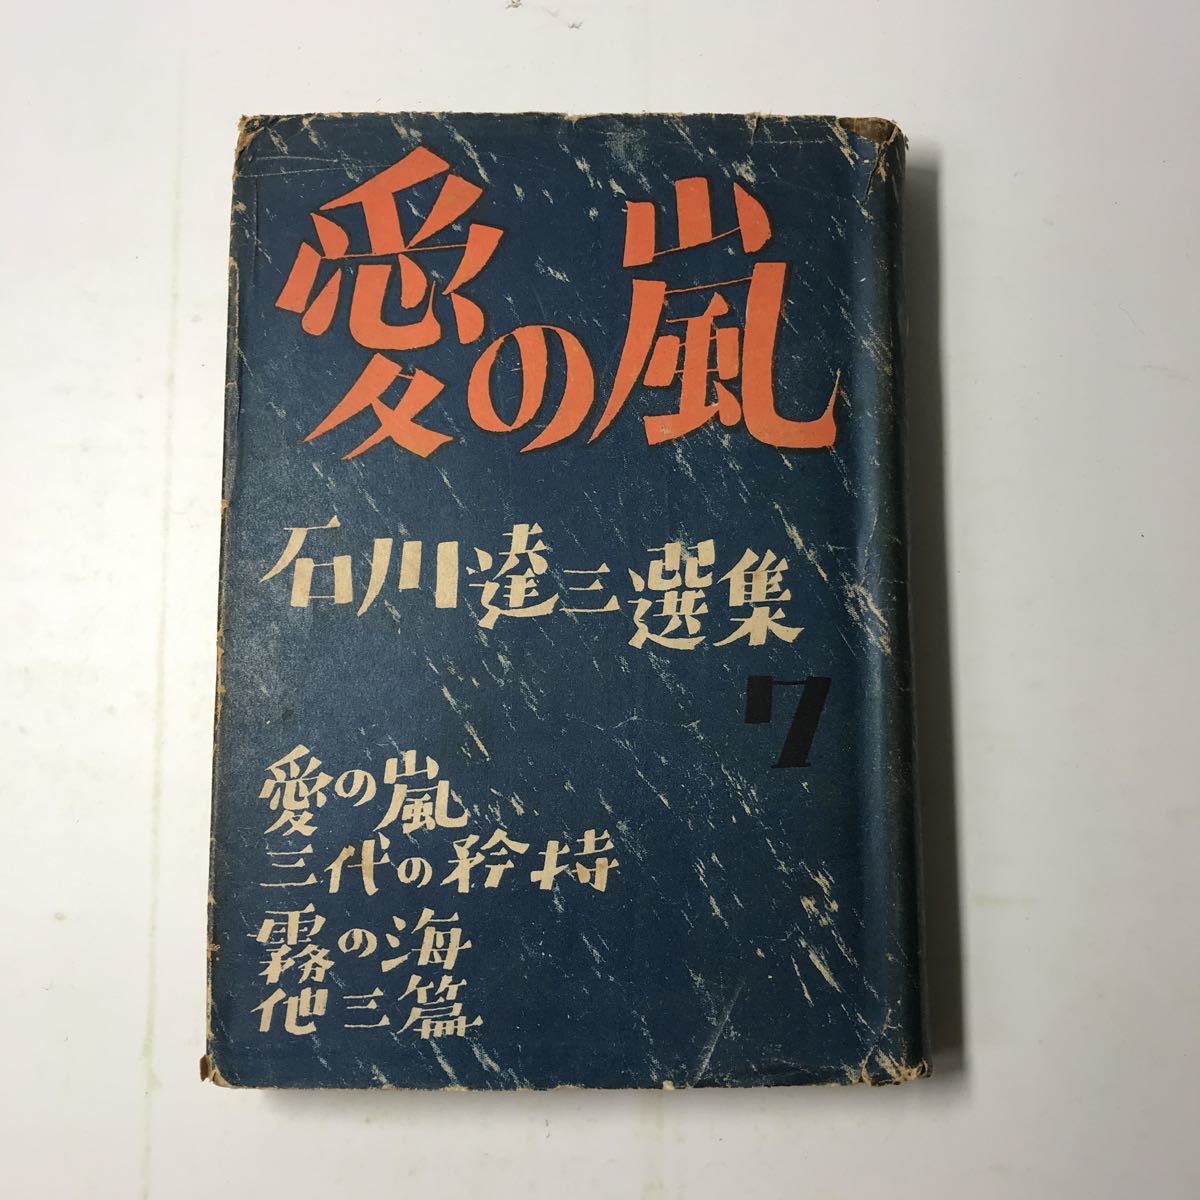 愛の嵐
石川達三選集
7
愛の嵐
三代の矜持
霧の海
他三篇